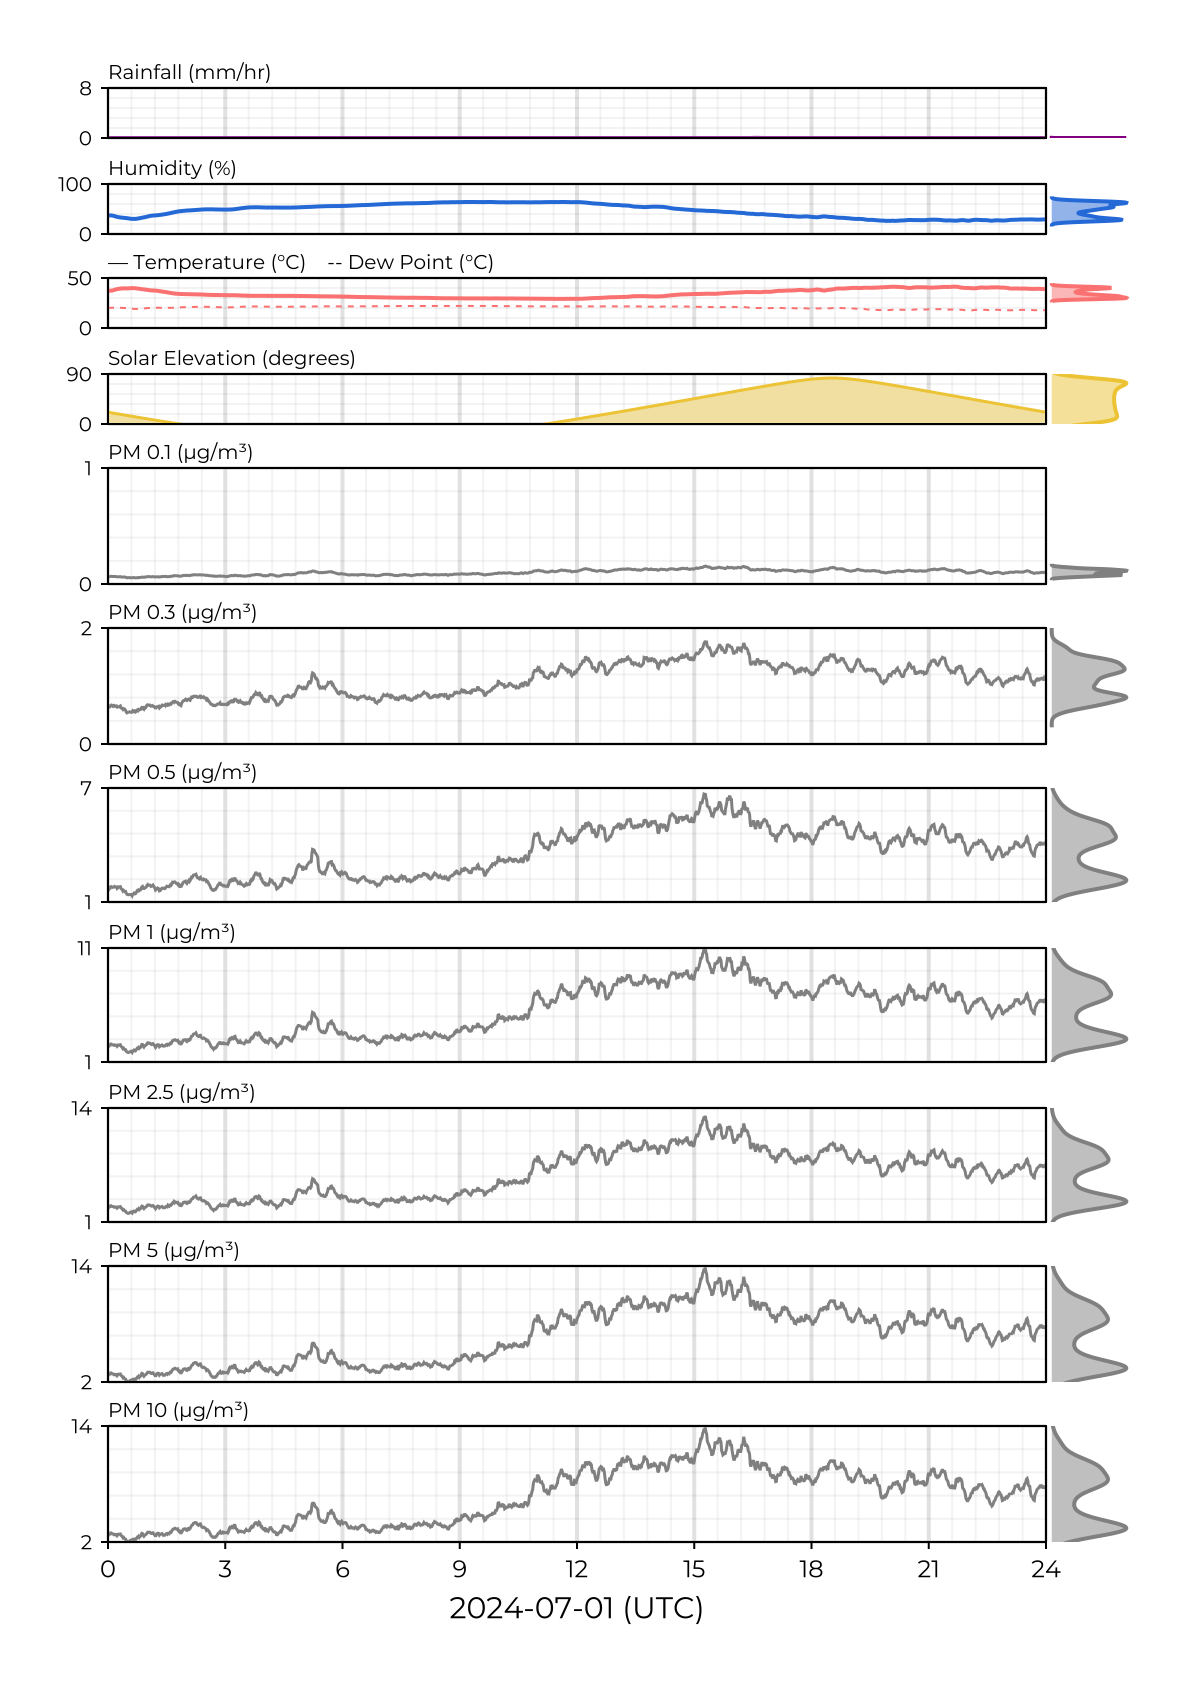 Rainfall (mm/hr)
8
0
Humidity (%)
100
0
— Temperature (°C) -- Dew Point (°C)
50
0
Solar Elevation (degrees)
90
0
PM 0.1 (µg/m³)
1
0
PM 0.3 (µg/m³)
2
0
PM 0.5 (µg/m³)
7
1
PM 1 (µg/m³)
11
1
PM 2.5 (µg/m³)
14
1
PM 5 (µg/m³)
14
2
PM 10 (µg/m³)
14
2
0 3 6 9 12 15 18 21 24
2024-07-01 (UTC)